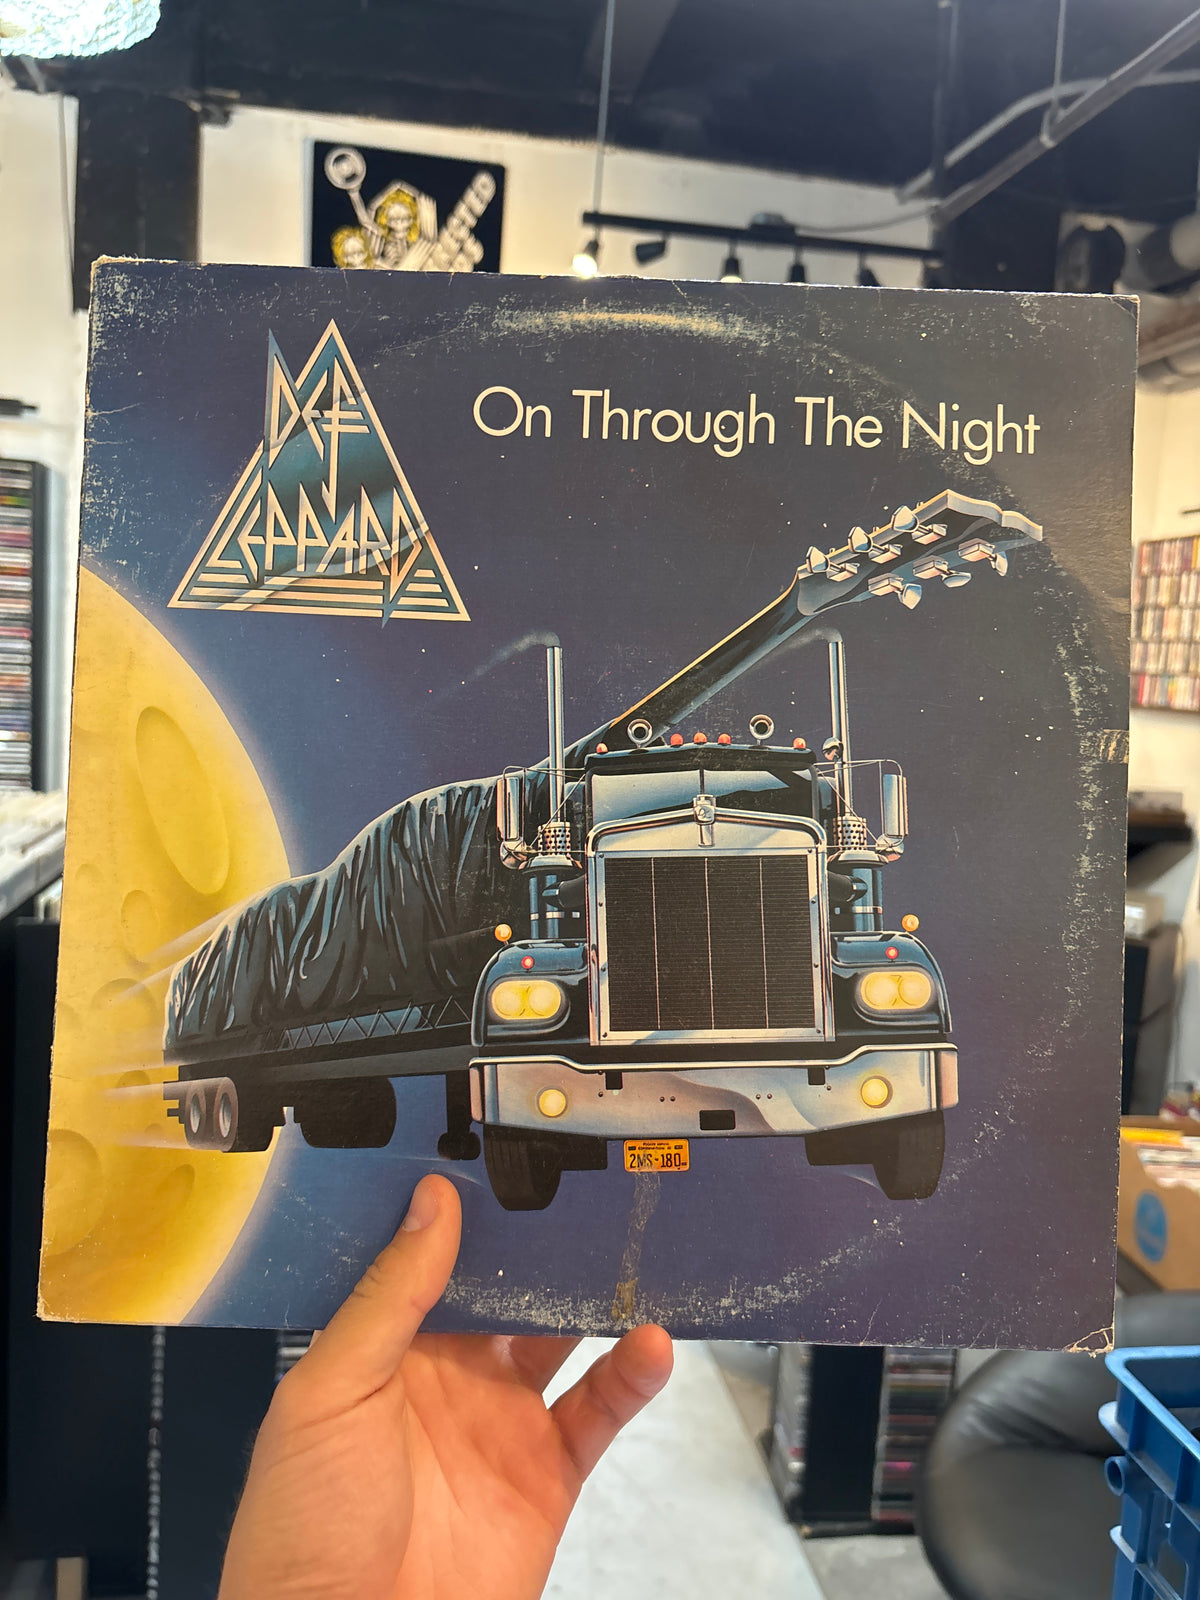 DEF
LEPPARD
On Through The Night
2MS-180